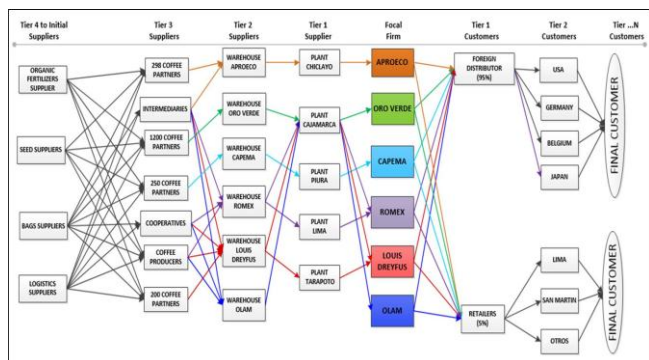 Tier 4 to Initial
Suppliers
Tier 3
Suppliers
Tier 2
Suppliers
Tier 1
Supplier
Focal
Firm
Tier 1
Customers
Tier 2
Customers
Tier ...N
Customers
ORGANIC
FERTILIZERS
SUPPLIER
SEED SUPPLIERS
BAGS SUPPLIERS
LOGISTICS
SUPPLIERS
298 COFFEE
PARTNERS
INTERMEDIARIES
1200 COFFEE
PARTNERS
250 COFFEE
PARTNERS
COOPERATIVES
COFFEE
PRODUCERS
200 COFFEE
PARTNERS
WAREHOUSE
APROECO
WAREHOUSE
ORO VERDE
WAREHOUSE
CAPEMA
WAREHOUSE
ROMEX
WAREHOUSE
LOUIS
DREYFUS
WAREHOUSE
OLAM
PLANT
CHICLAYO
PLANT
CAJAMARCA
PLANT
PIURA
PLANT
LIMA
PLANT
TARAPOTO
APROECO
ORO VERDE
CAPEMA
ROMEX
LOUIS
DREYFUS
OLAM
FOREIGN
DISTRIBUTOR
(95%)
RETAILERS
(5%)
USA
GERMANY
BELGIUM
JAPAN
LIMA
SAN MARTIN
OTROS
FINAL CUSTOMER
FINAL CUSTOMER